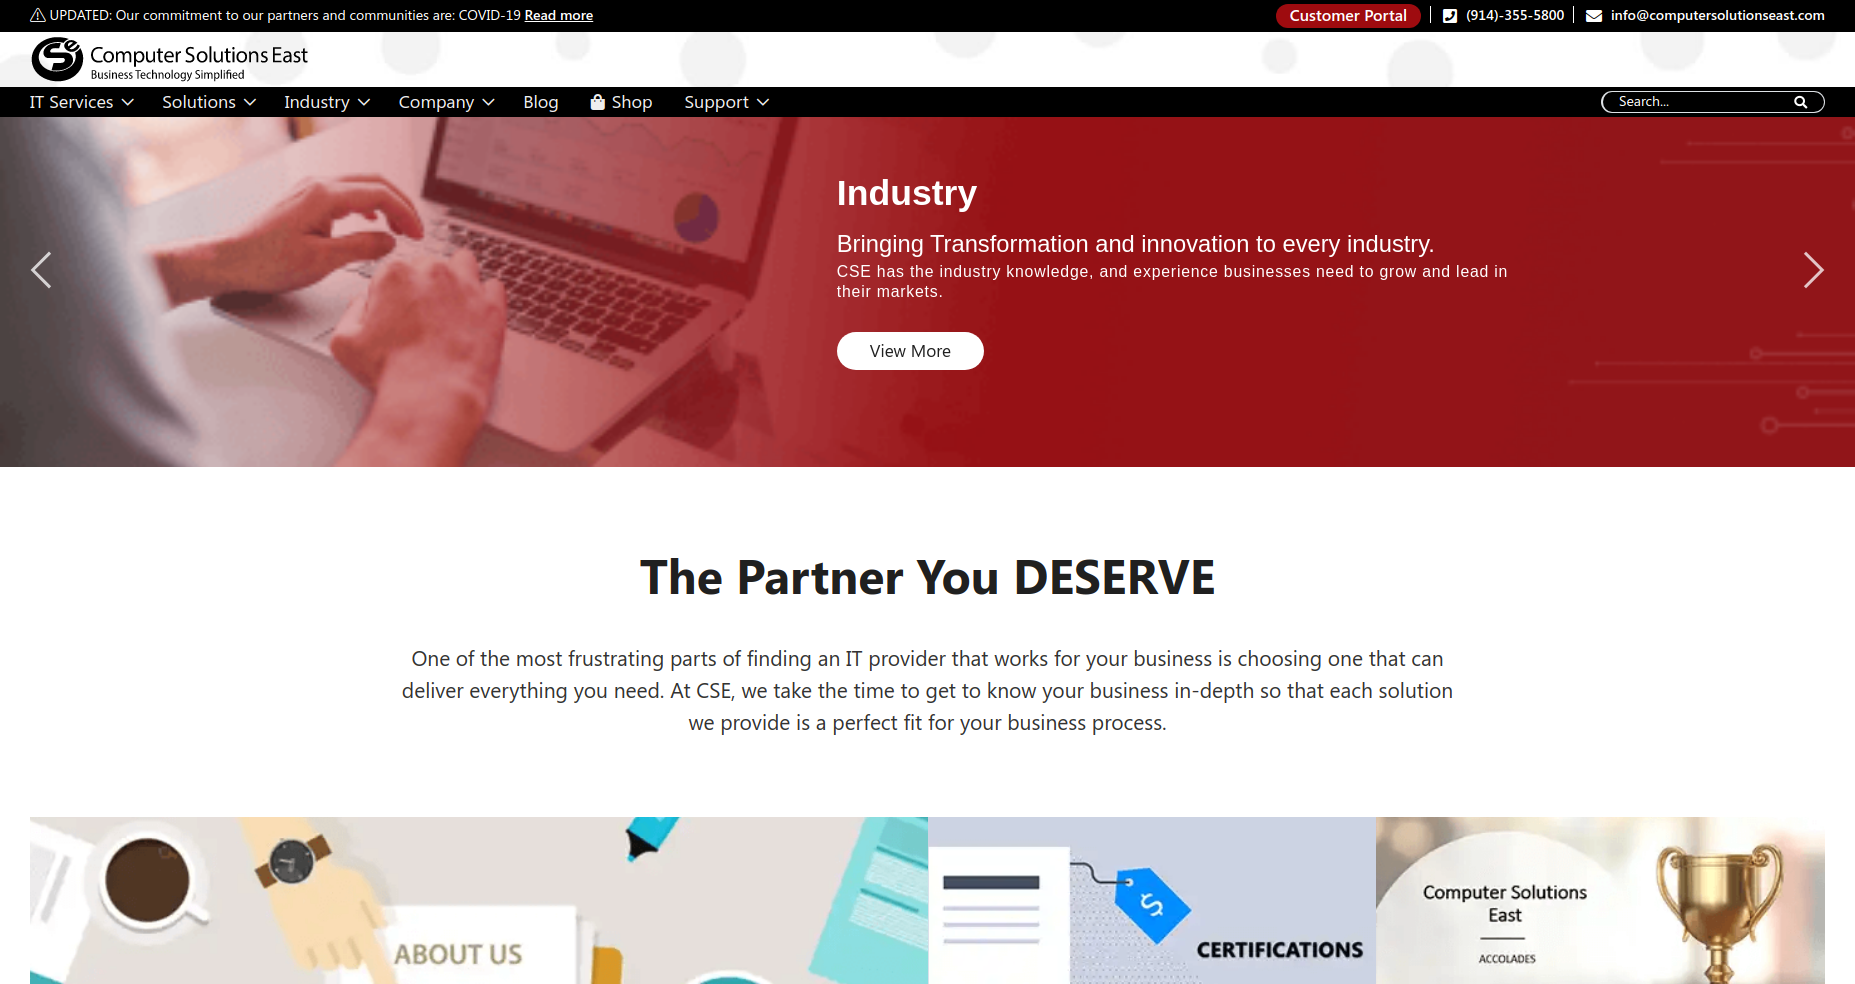 UPDATED: Our commitment to our partners and communities are: COVID-19 Read more
Customer Portal
(914)-355-5800
info@computersolutionseast.com
CSe
Computer Solutions East
Business Technology Simplified
IT Services
Solutions
Industry
Company
Blog
Shop
Support
Search...
Industry
Bringing Transformation and innovation to every industry.
CSE has the industry knowledge, and experience businesses need to grow and lead in
their markets.
View More
The Partner You DESERVE
One of the most frustrating parts of finding an IT provider that works for your business is choosing one that can
deliver everything you need. At CSE, we take the time to get to know your business in-depth so that each solution
we provide is a perfect fit for your business process.
ABOUT US
$
CERTIFICATIONS
Computer Solutions
East
ACCOLADES